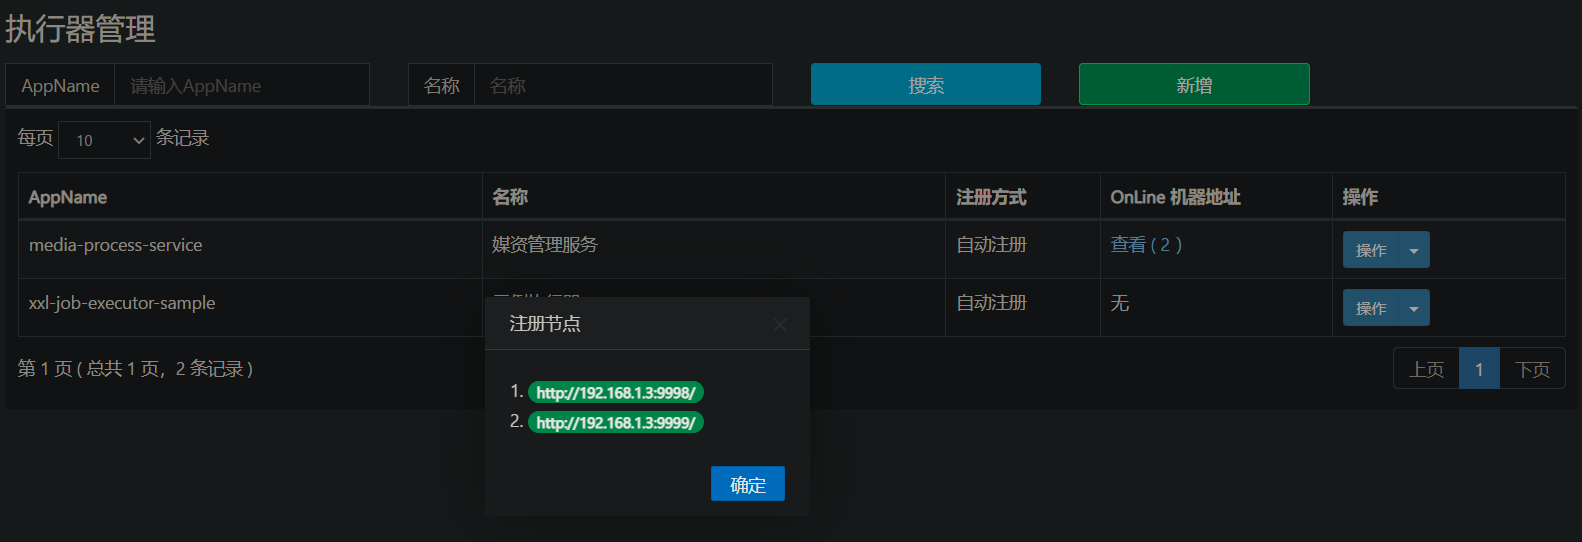 执行器管理
AppName 请输入AppName 名称 名称 搜索 新增
每页 10 条记录
AppName 名称 注册方式 OnLine 机器地址 操作
media-process-service 媒资管理服务 自动注册 查看 ( 2 ) 操作
xxl-job-executor-sample 自动注册 无 操作
注册节点
第 1 页 ( 总共 1 页，2 条记录 ) 上页 1 下页
1. http://192.168.1.3:9998/
2. http://192.168.1.3:9999/
确定